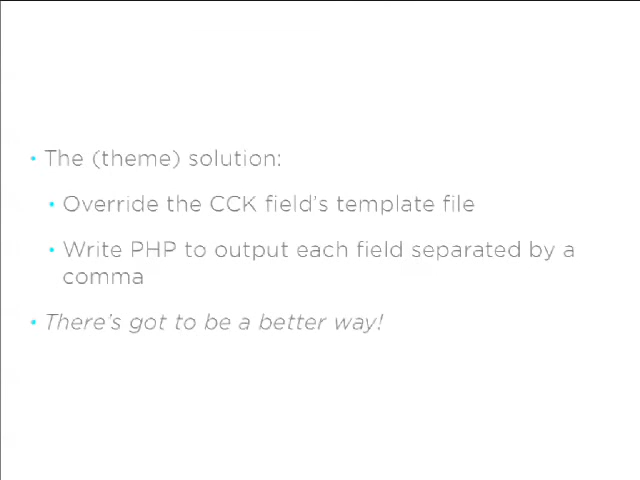 • The (theme) solution:
• Override the CCK field's template file
• Write PHP to output each field separated by a
comma
• There's got to be a better way!